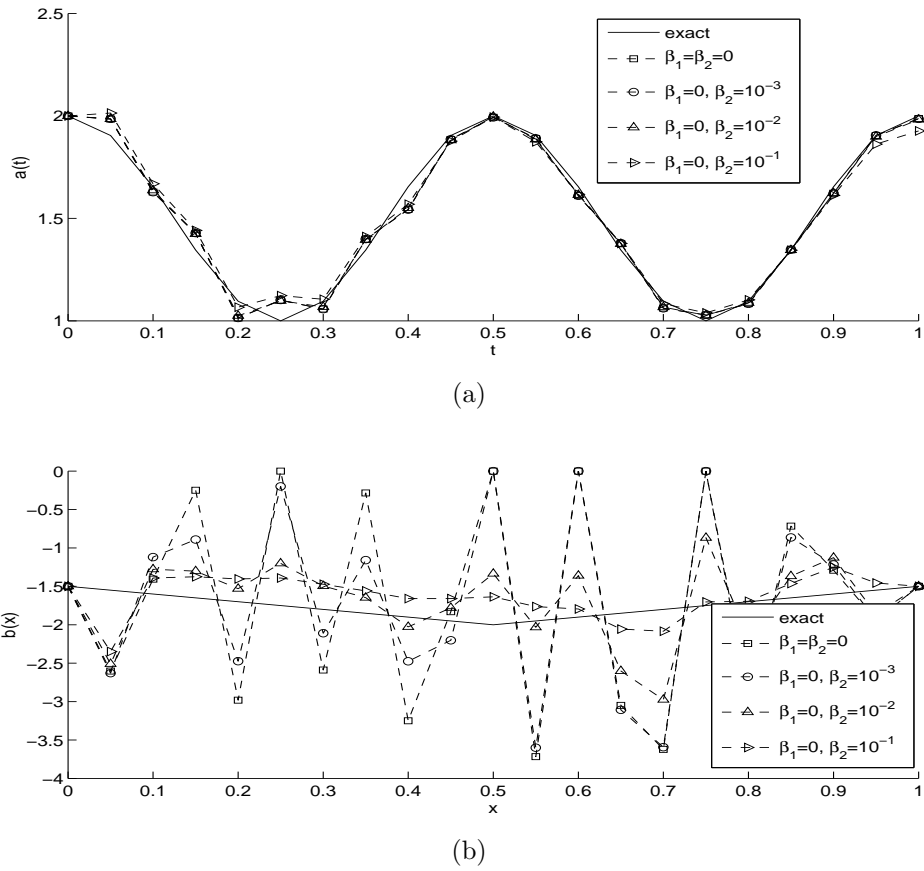 2.5
2
1.5
1
a(t)
0 0.1 0.2 0.3 0.4 0.5 0.6 0.7 0.8 0.9 1
t
exact
β₁=β₂=0
β₁=0, β₂=10⁻³
β₁=0, β₂=10⁻²
β₁=0, β₂=10⁻¹
(a)
0
−0.5
−1
−1.5
−2
−2.5
−3
−3.5
−4
b(x)
0 0.1 0.2 0.3 0.4 0.5 0.6 0.7 0.8 0.9 1
x
exact
β₁=β₂=0
β₁=0, β₂=10⁻³
β₁=0, β₂=10⁻²
β₁=0, β₂=10⁻¹
(b)